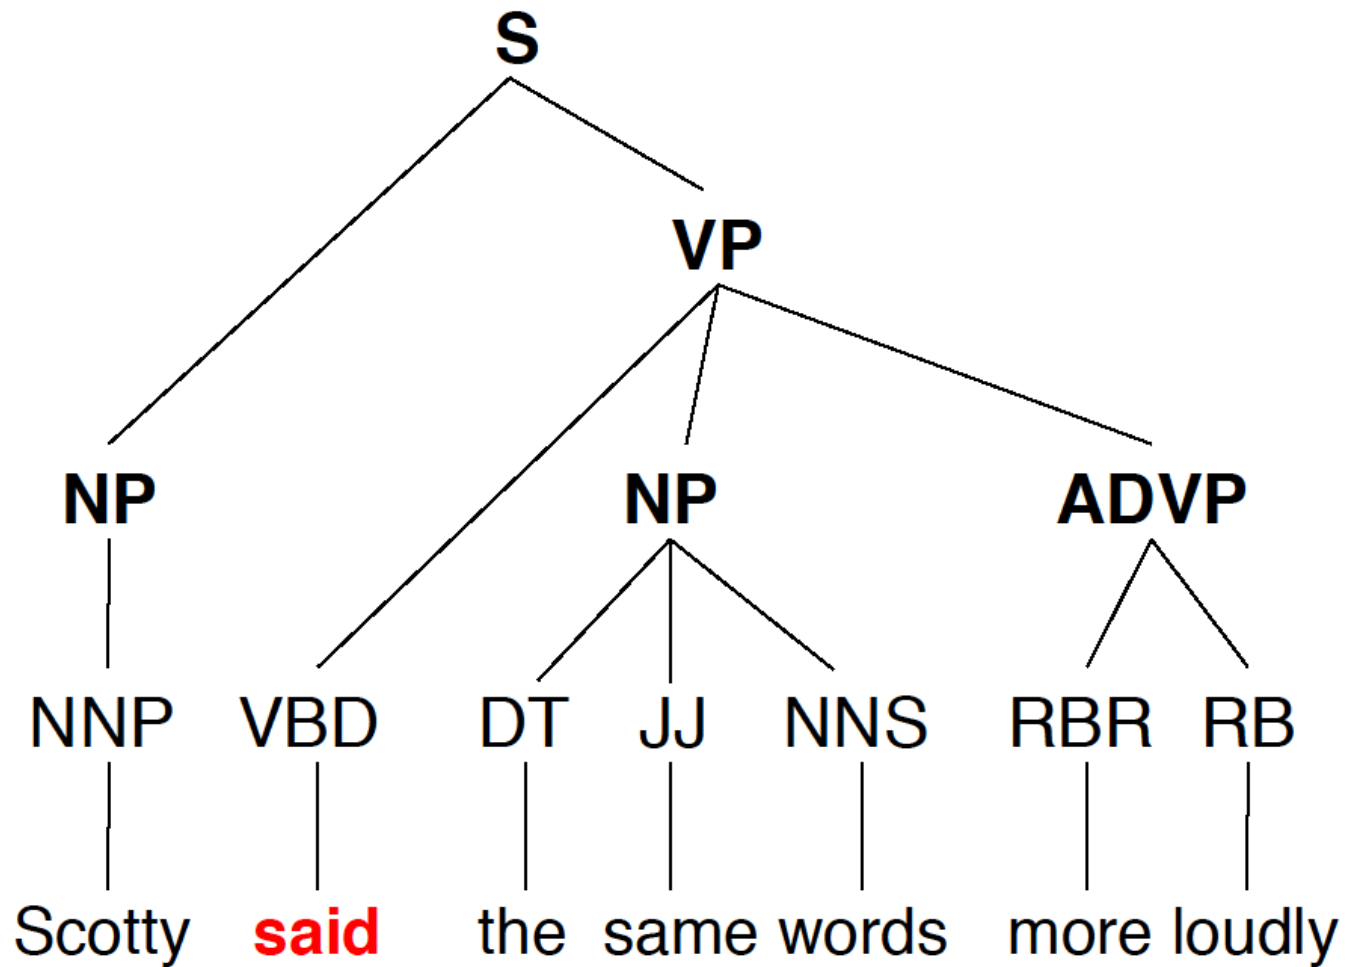 S
VP
NP NP ADVP
NNP VBD DT JJ NNS RBR RB
Scotty said the same words more loudly